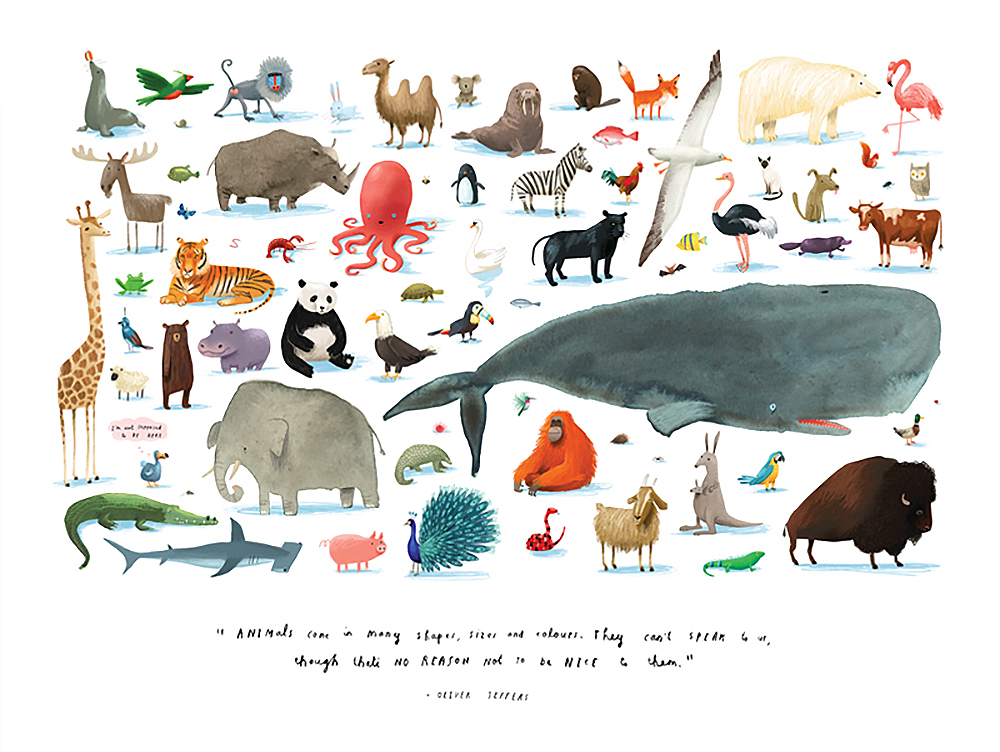 I'm not supposed
to be here
"ANIMALS come in many shapes, sizes and colours. They can't SPEAK to us,
though that's NO REASON not to be NICE to them."
- OLIVER JEFFERS